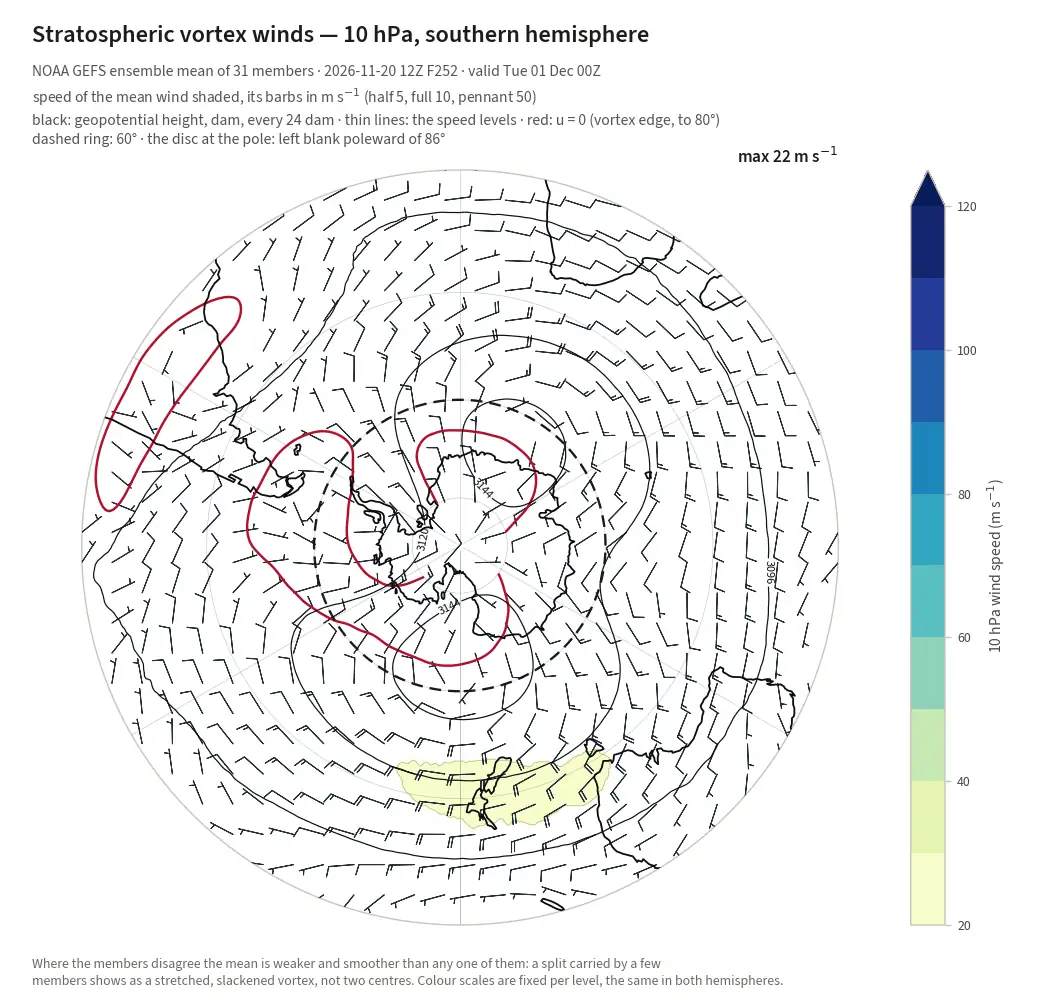 Stratospheric vortex winds — 10 hPa, southern hemisphere
NOAA GEFS ensemble mean of 31 members · 2026-11-20 12Z F252 · valid Tue 01 Dec 00Z
speed of the mean wind shaded, its barbs in m s⁻¹ (half 5, full 10, pennant 50)
black: geopotential height, dam, every 24 dam · thin lines: the speed levels · red: u = 0 (vortex edge, to 80°)
dashed ring: 60° · the disc at the pole: left blank poleward of 86°
max 22 m s⁻¹
120
100
80
60
40
20
10 hPa wind speed (m s⁻¹)
3144
3120
3144
3096
Where the members disagree the mean is weaker and smoother than any one of them: a split carried by a few
members shows as a stretched, slackened vortex, not two centres. Colour scales are fixed per level, the same in both hemispheres.